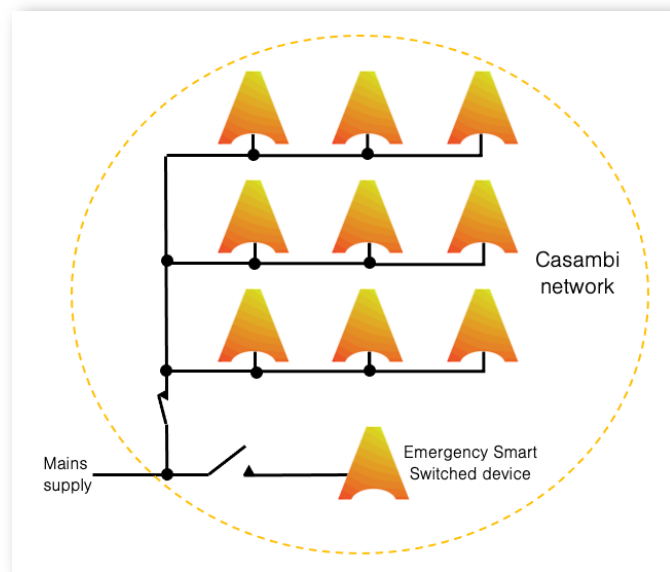 Casambi
network
Emergency Smart
Switched device
Mains
supply